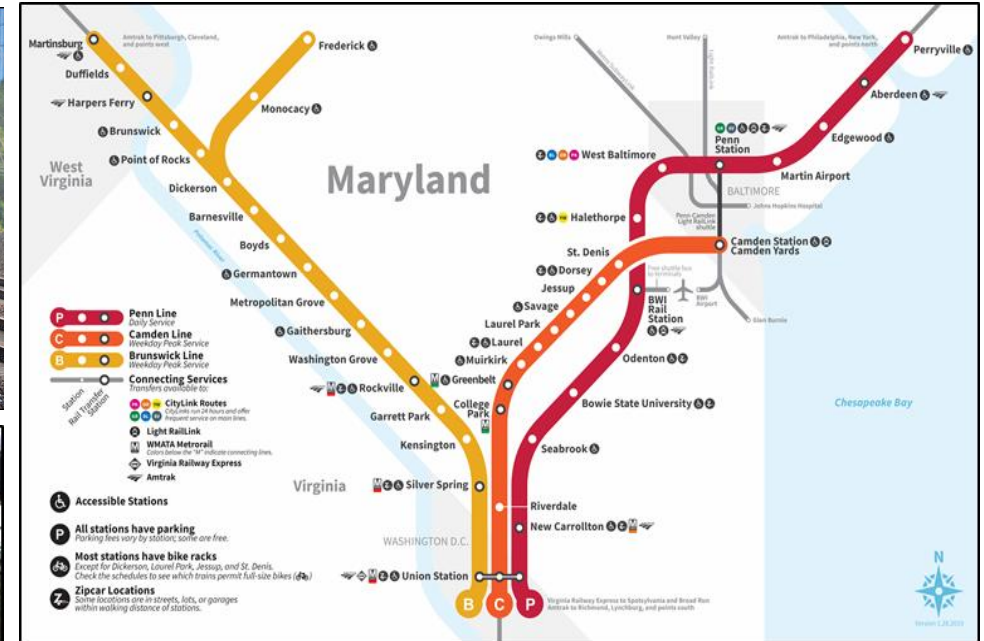 Martinsburg
Amtrak to Pittsburgh, Cleveland,
and points west
Frederick
Owings Mills
Hunt Valley
Amtrak to Philadelphia, New York,
and points north
Perryville
Duffields
Harpers Ferry
Monocacy
Aberdeen
Brunswick
Edgewood
Penn
Station
Point of Rocks
West Baltimore
West
Virginia
Maryland
Martin Airport
Dickerson
BALTIMORE
Johns Hopkins Hospital
Barnesville
Halethorpe
Penn-Camden
Light RailLink
shuttle
Boyds
St. Denis
Camden Station
Camden Yards
Germantown
Dorsey
Free shuttle bus
to terminals
Jessup
BWI
Airport
Metropolitan Grove
Savage
BWI
Rail
Station
P
Penn Line
Daily Service
Laurel Park
Glen Burnie
Gaithersburg
C
Camden Line
Weekday Peak Service
Laurel
Washington Grove
Muirkirk
Odenton
B
Brunswick Line
Weekday Peak Service
Connecting Services
Transfers available to:
Rockville
Greenbelt
Station
Rail Transfer
Station
CityLink Routes
CityLinks run 24 hours and offer
frequent service on main lines.
College
Park
Bowie State University
Chesapeake Bay
Garrett Park
Light RailLink
WMATA Metrorail
Colors below the "M" indicate connecting lines.
Kensington
Seabrook
Virginia Railway Express
Amtrak
Virginia
Silver Spring
Accessible Stations
Riverdale
P
All stations have parking
Parking fees vary by station; some are free.
New Carrollton
WASHINGTON D.C.
Most stations have bike racks
Except for Dickerson, Laurel Park, Jessup, and St. Denis.
Check the schedules to see which trains permit full-size bikes ( )
N
Union Station
Z
Zipcar Locations
Some locations are in streets, lots, or garages
within walking distance of stations.
B C P
Virginia Railway Express to Spotsylvania and Broad Run
Amtrak to Richmond, Lynchburg, and points south